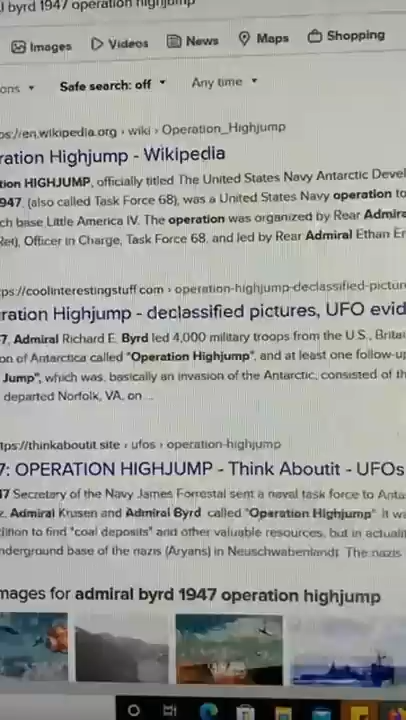 l byrd 1947 operation highjump
Images Videos News Maps Shopping
ons Safe search: off Any time
ps://en.wikipedia.org › wiki › Operation_Highjump
ration Highjump - Wikipedia
tion HIGHJUMP, officially titled The United States Navy Antarctic Devel
947, (also called Task Force 68), was a United States Navy operation to
ch base Little America IV. The operation was organized by Rear Admira
Ret), Officer in Charge, Task Force 68, and led by Rear Admiral Ethan Er
ps://coolinterestingstuff.com › operation-highjump-declassified-pictur
ration Highjump - declassified pictures, UFO evid
7, Admiral Richard E. Byrd led 4,000 military troops from the U.S., Britai
on of Antarctica called "Operation Highjump", and at least one follow-up
Jump", which was, basically an invasion of the Antarctic, consisted of th
departed Norfolk, VA, on ...
tps://thinkaboutit.site › ufos › operation-highjump
7: OPERATION HIGHJUMP - Think Aboutit - UFOs
47 Secretary of the Navy James Forrestal sent a naval task force to Anta
z, Admiral Krusen and Admiral Byrd, called "Operation Highjump". It wa
dition to find "coal deposits" and other valuable resources, but in actuali
nderground base of the nazis (Aryans) in Neuschwabenlandt. The nazis
mages for admiral byrd 1947 operation highjump